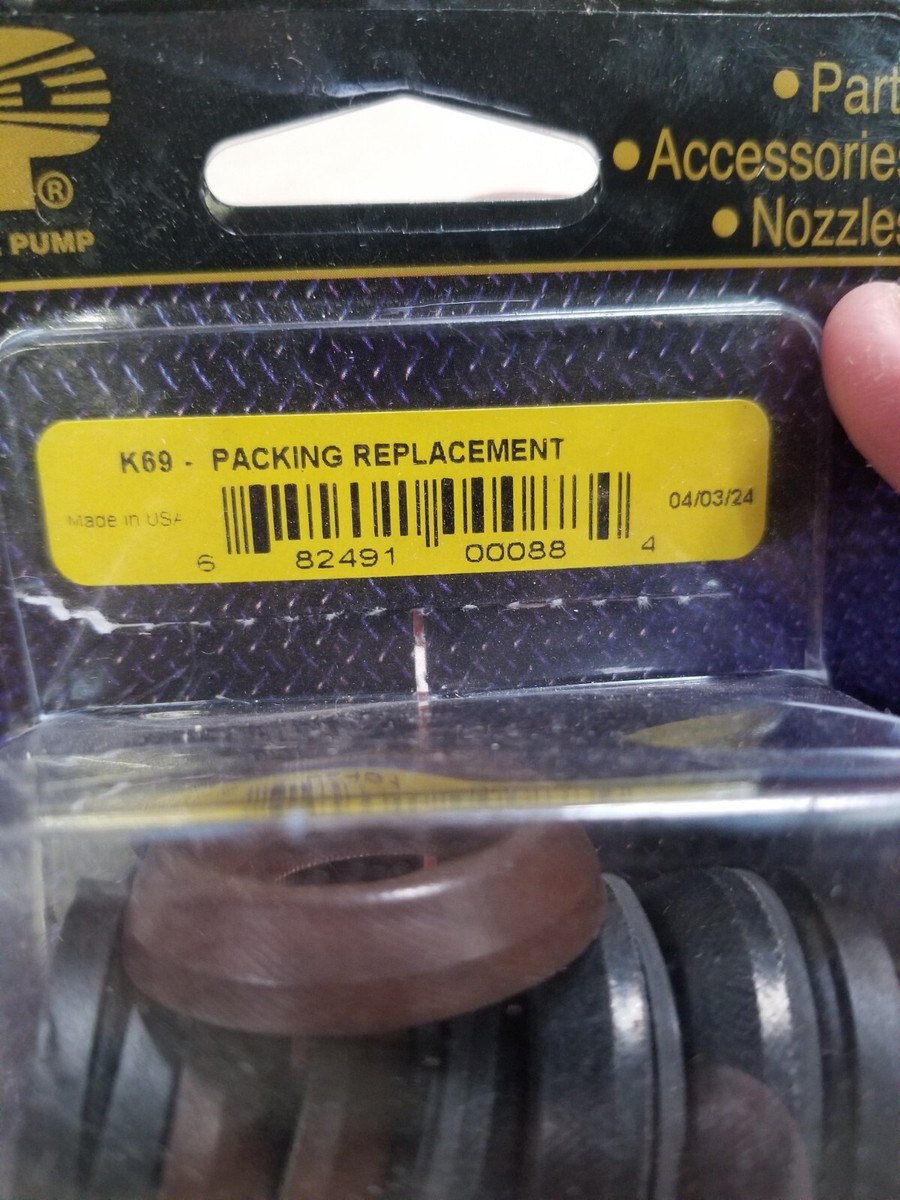 ®
PUMP
• Part
• Accessories
• Nozzles
K69 - PACKING REPLACEMENT
Made in USA
04/03/24
6 82491 00088 4